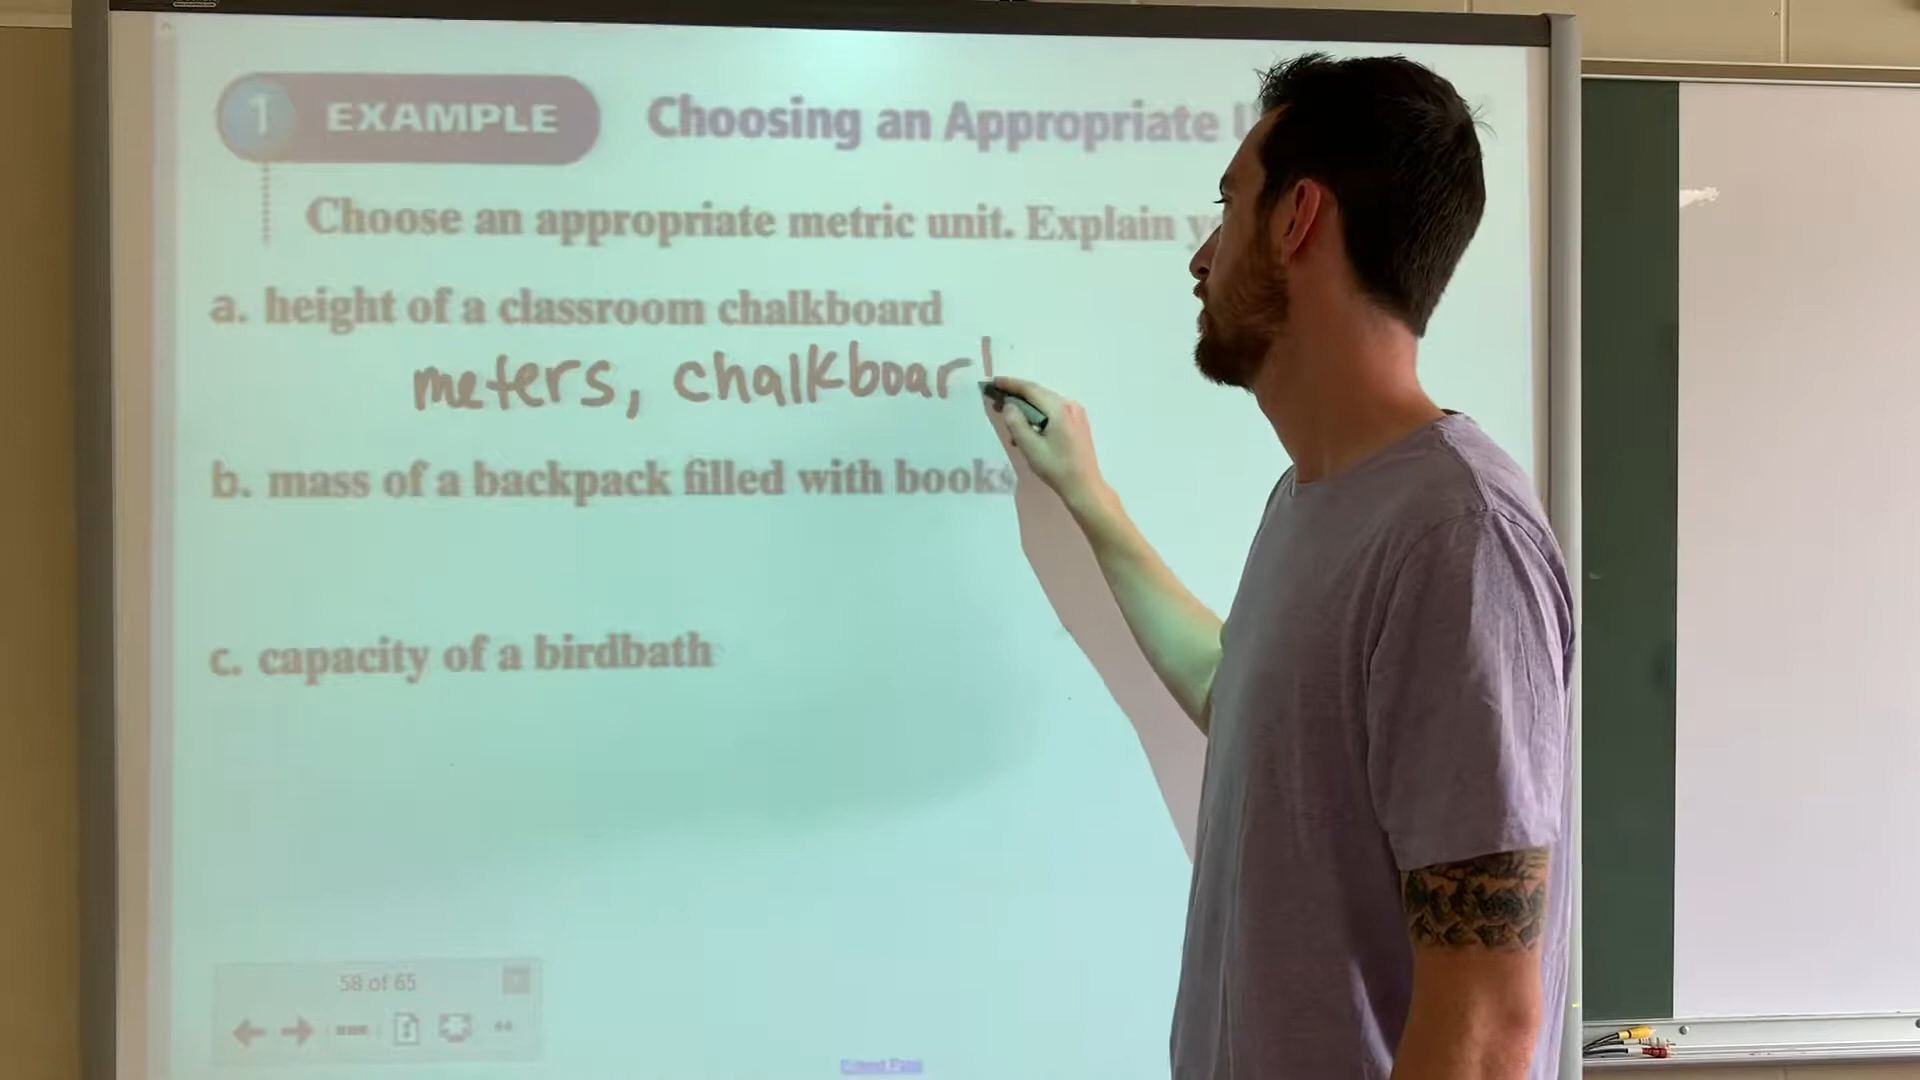 1 EXAMPLE Choosing an Appropriate
Choose an appropriate metric unit. Explain
a. height of a classroom chalkboard
meters, chalkboar
b. mass of a backpack filled with books
c. capacity of a birdbath
58 of 65